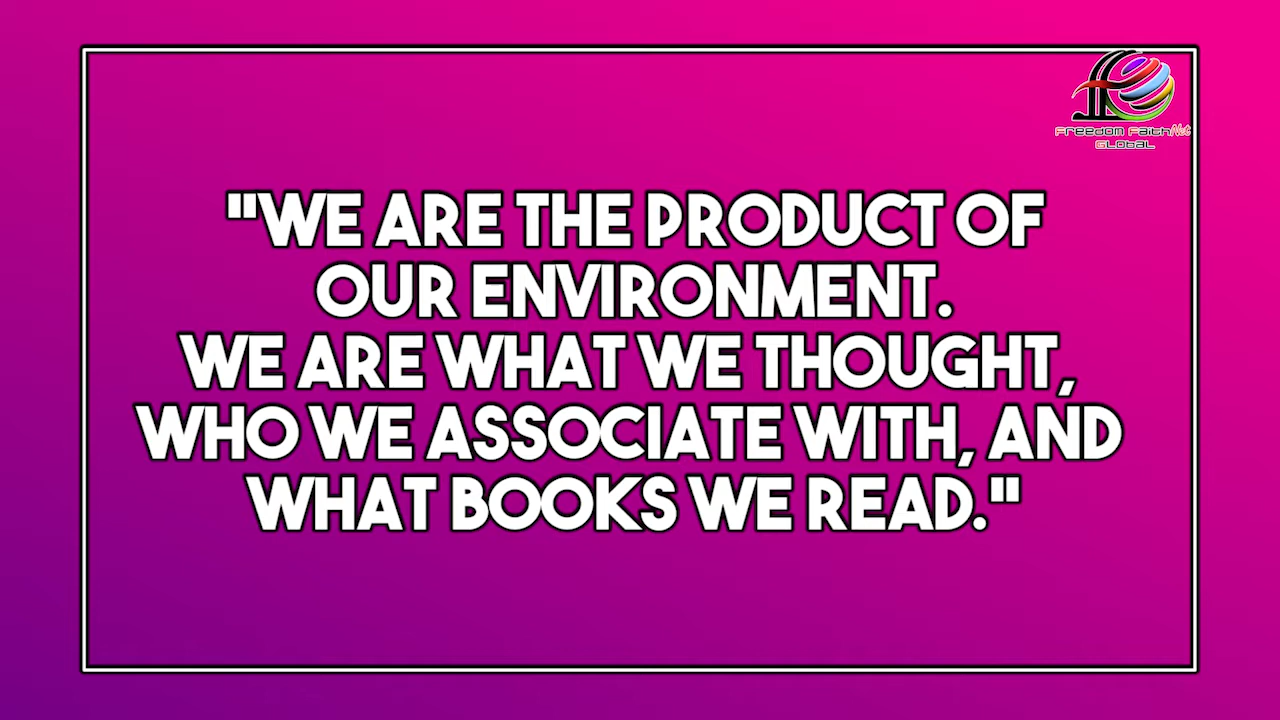 Freedom FaithNet
Global
"WE ARE THE PRODUCT OF
OUR ENVIRONMENT.
WE ARE WHAT WE THOUGHT,
WHO WE ASSOCIATE WITH, AND
WHAT BOOKS WE READ."